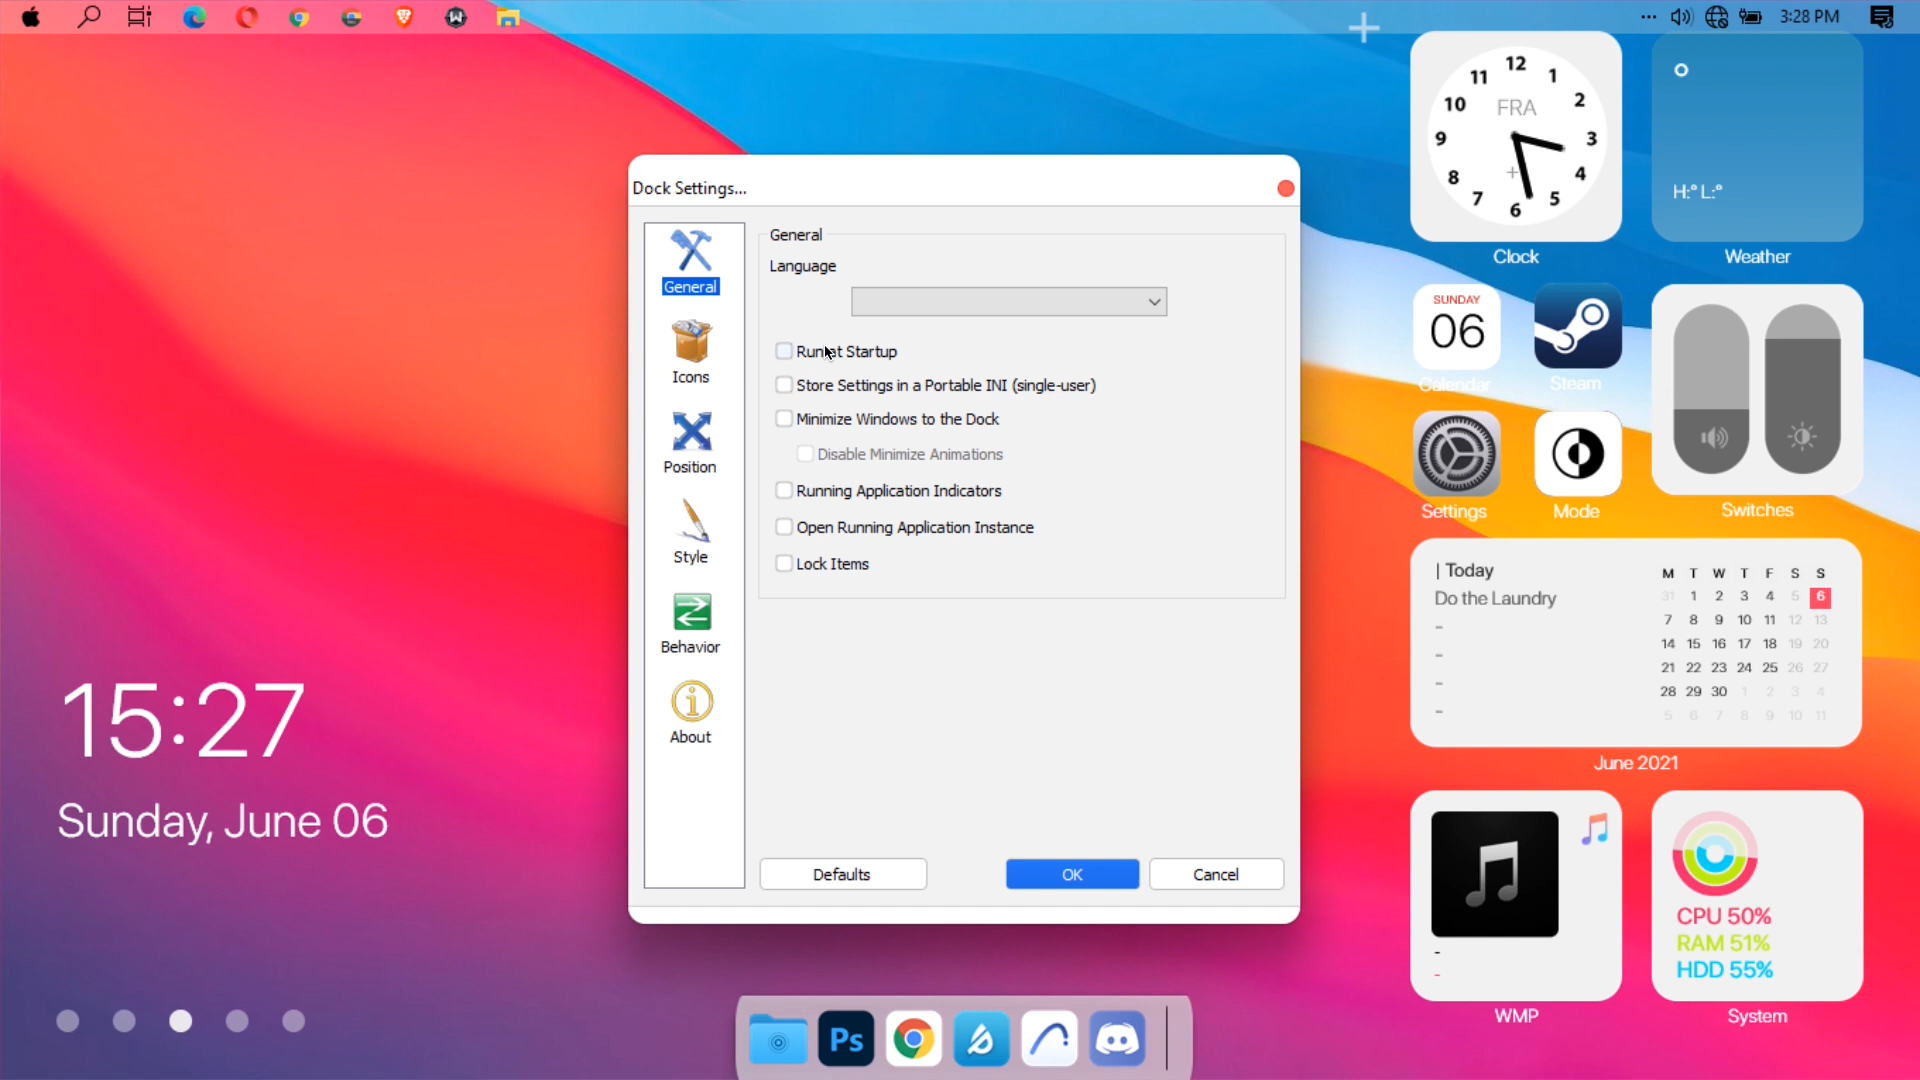 3:28 PM
Dock Settings...
General
Icons
Position
Style
Behavior
About
General
Language
Run at Startup
Store Settings in a Portable INI (single-user)
Minimize Windows to the Dock
Disable Minimize Animations
Running Application Indicators
Open Running Application Instance
Lock Items
Defaults
OK
Cancel
15:27
Sunday, June 06
12
11 1
10 FRA 2
9 3
8 4
7 5
6
Clock
H:° L:°
Weather
SUNDAY
06
Calendar
Steam
Settings
Mode
Switches
| Today
Do the Laundry
-
-
-
-
M T W T F S S
31 1 2 3 4 5 6
7 8 9 10 11 12 13
14 15 16 17 18 19 20
21 22 23 24 25 26 27
28 29 30 1 2 3 4
5 6 7 8 9 10 11
June 2021
-
-
WMP
CPU 50%
RAM 51%
HDD 55%
System
Ps